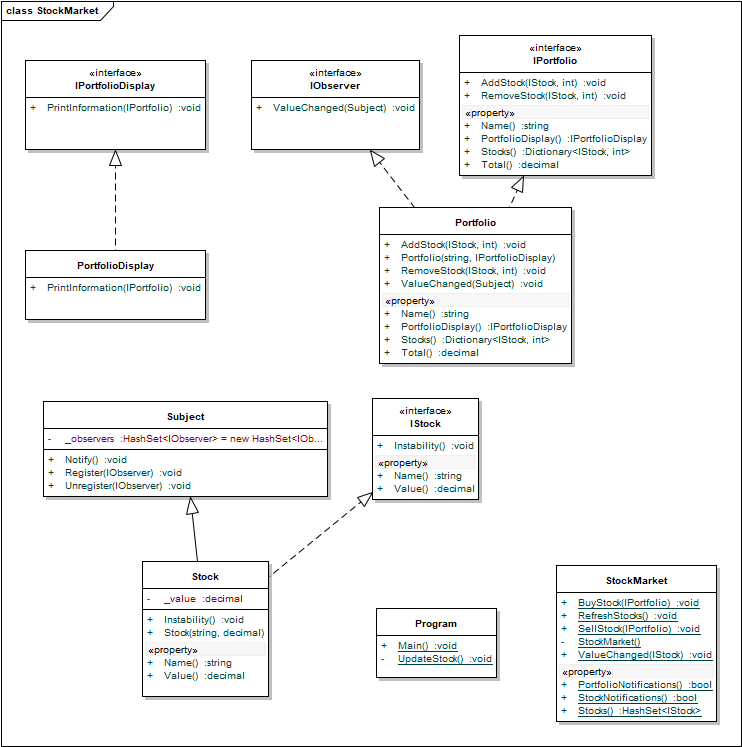 class StockMarket
«interface»
IPortfolioDisplay
+ PrintInformation(IPortfolio) :void
«interface»
IObserver
+ ValueChanged(Subject) :void
«interface»
IPortfolio
+ AddStock(IStock, int) :void
+ RemoveStock(IStock, int) :void
«property»
+ Name() :string
+ PortfolioDisplay() :IPortfolioDisplay
+ Stocks() :Dictionary<IStock, int>
+ Total() :decimal
PortfolioDisplay
+ PrintInformation(IPortfolio) :void
Portfolio
+ AddStock(IStock, int) :void
+ Portfolio(string, IPortfolioDisplay)
+ RemoveStock(IStock, int) :void
+ ValueChanged(Subject) :void
«property»
+ Name() :string
+ PortfolioDisplay() :IPortfolioDisplay
+ Stocks() :Dictionary<IStock, int>
+ Total() :decimal
Subject
- _observers :HashSet<IObserver> = new HashSet<IOb...
+ Notify() :void
+ Register(IObserver) :void
+ Unregister(IObserver) :void
«interface»
IStock
+ Instability() :void
«property»
+ Name() :string
+ Value() :decimal
Stock
- _value :decimal
+ Instability() :void
+ Stock(string, decimal)
«property»
+ Name() :string
+ Value() :decimal
Program
+ Main() :void
- UpdateStock() :void
StockMarket
+ BuyStock(IPortfolio) :void
+ RefreshStocks() :void
+ SellStock(IPortfolio) :void
- StockMarket()
+ ValueChanged(IStock) :void
«property»
+ PortfolioNotifications() :bool
+ StockNotifications() :bool
+ Stocks() :HashSet<IStock>